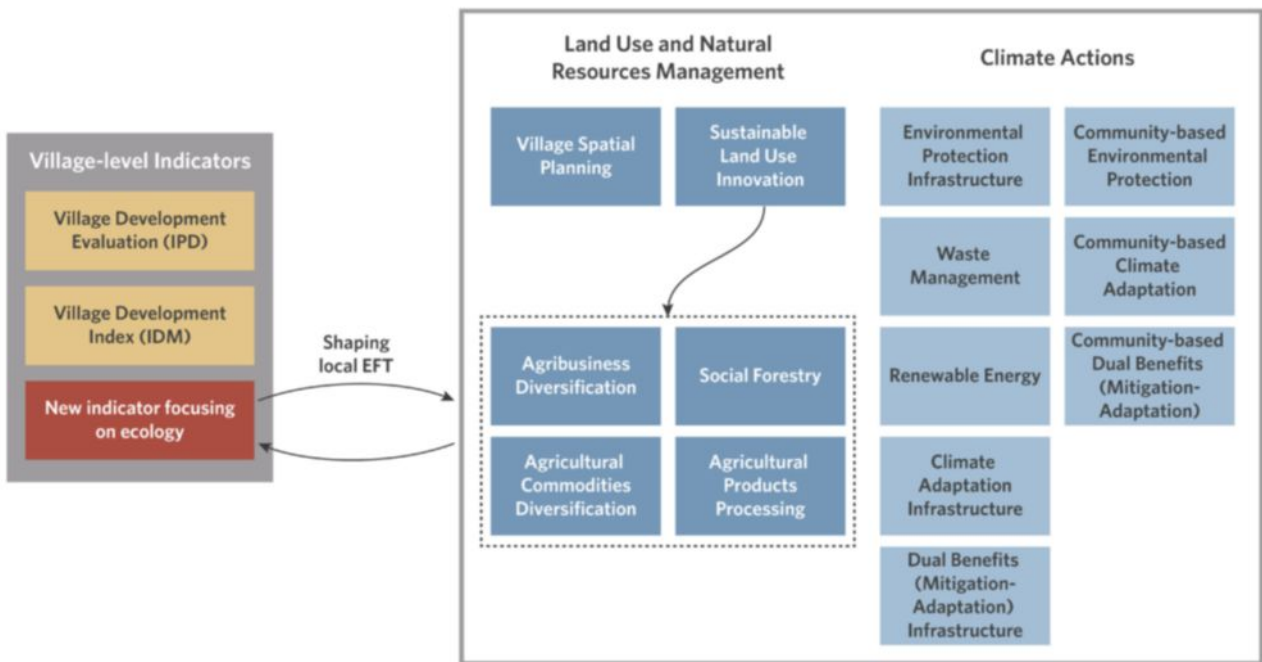 Village-level Indicators
Village Development
Evaluation (IPD)
Village Development
Index (IDM)
New indicator focusing
on ecology
Shaping
local EFT
Land Use and Natural
Resources Management
Village Spatial
Planning
Sustainable
Land Use
Innovation
Agribusiness
Diversification
Social Forestry
Agricultural
Commodities
Diversification
Agricultural
Products
Processing
Climate Actions
Environmental
Protection
Infrastructure
Community-based
Environmental
Protection
Waste
Management
Community-based
Climate
Adaptation
Renewable Energy
Community-based
Dual Benefits
(Mitigation-
Adaptation)
Climate
Adaptation
Infrastructure
Dual Benefits
(Mitigation-
Adaptation)
Infrastructure